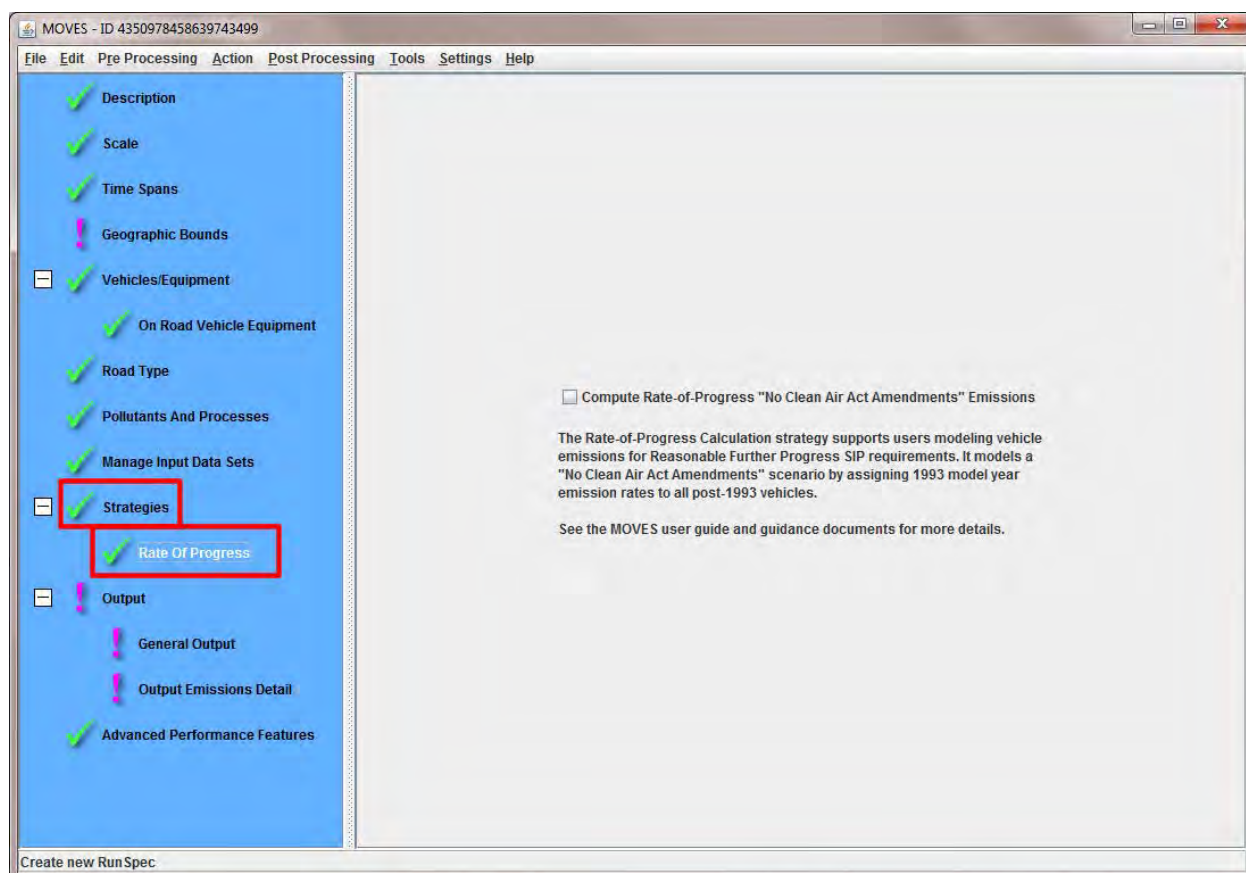 MOVES - ID 4350978458639743499
File Edit Pre Processing Action Post Processing Tools Settings Help
Description
Scale
Time Spans
Geographic Bounds
Vehicles/Equipment
On Road Vehicle Equipment
Road Type
Pollutants And Processes
Manage Input Data Sets
Strategies
Rate Of Progress
Output
General Output
Output Emissions Detail
Advanced Performance Features
Compute Rate-of-Progress "No Clean Air Act Amendments" Emissions
The Rate-of-Progress Calculation strategy supports users modeling vehicle
emissions for Reasonable Further Progress SIP requirements. It models a
"No Clean Air Act Amendments" scenario by assigning 1993 model year
emission rates to all post-1993 vehicles.
See the MOVES user guide and guidance documents for more details.
Create new RunSpec